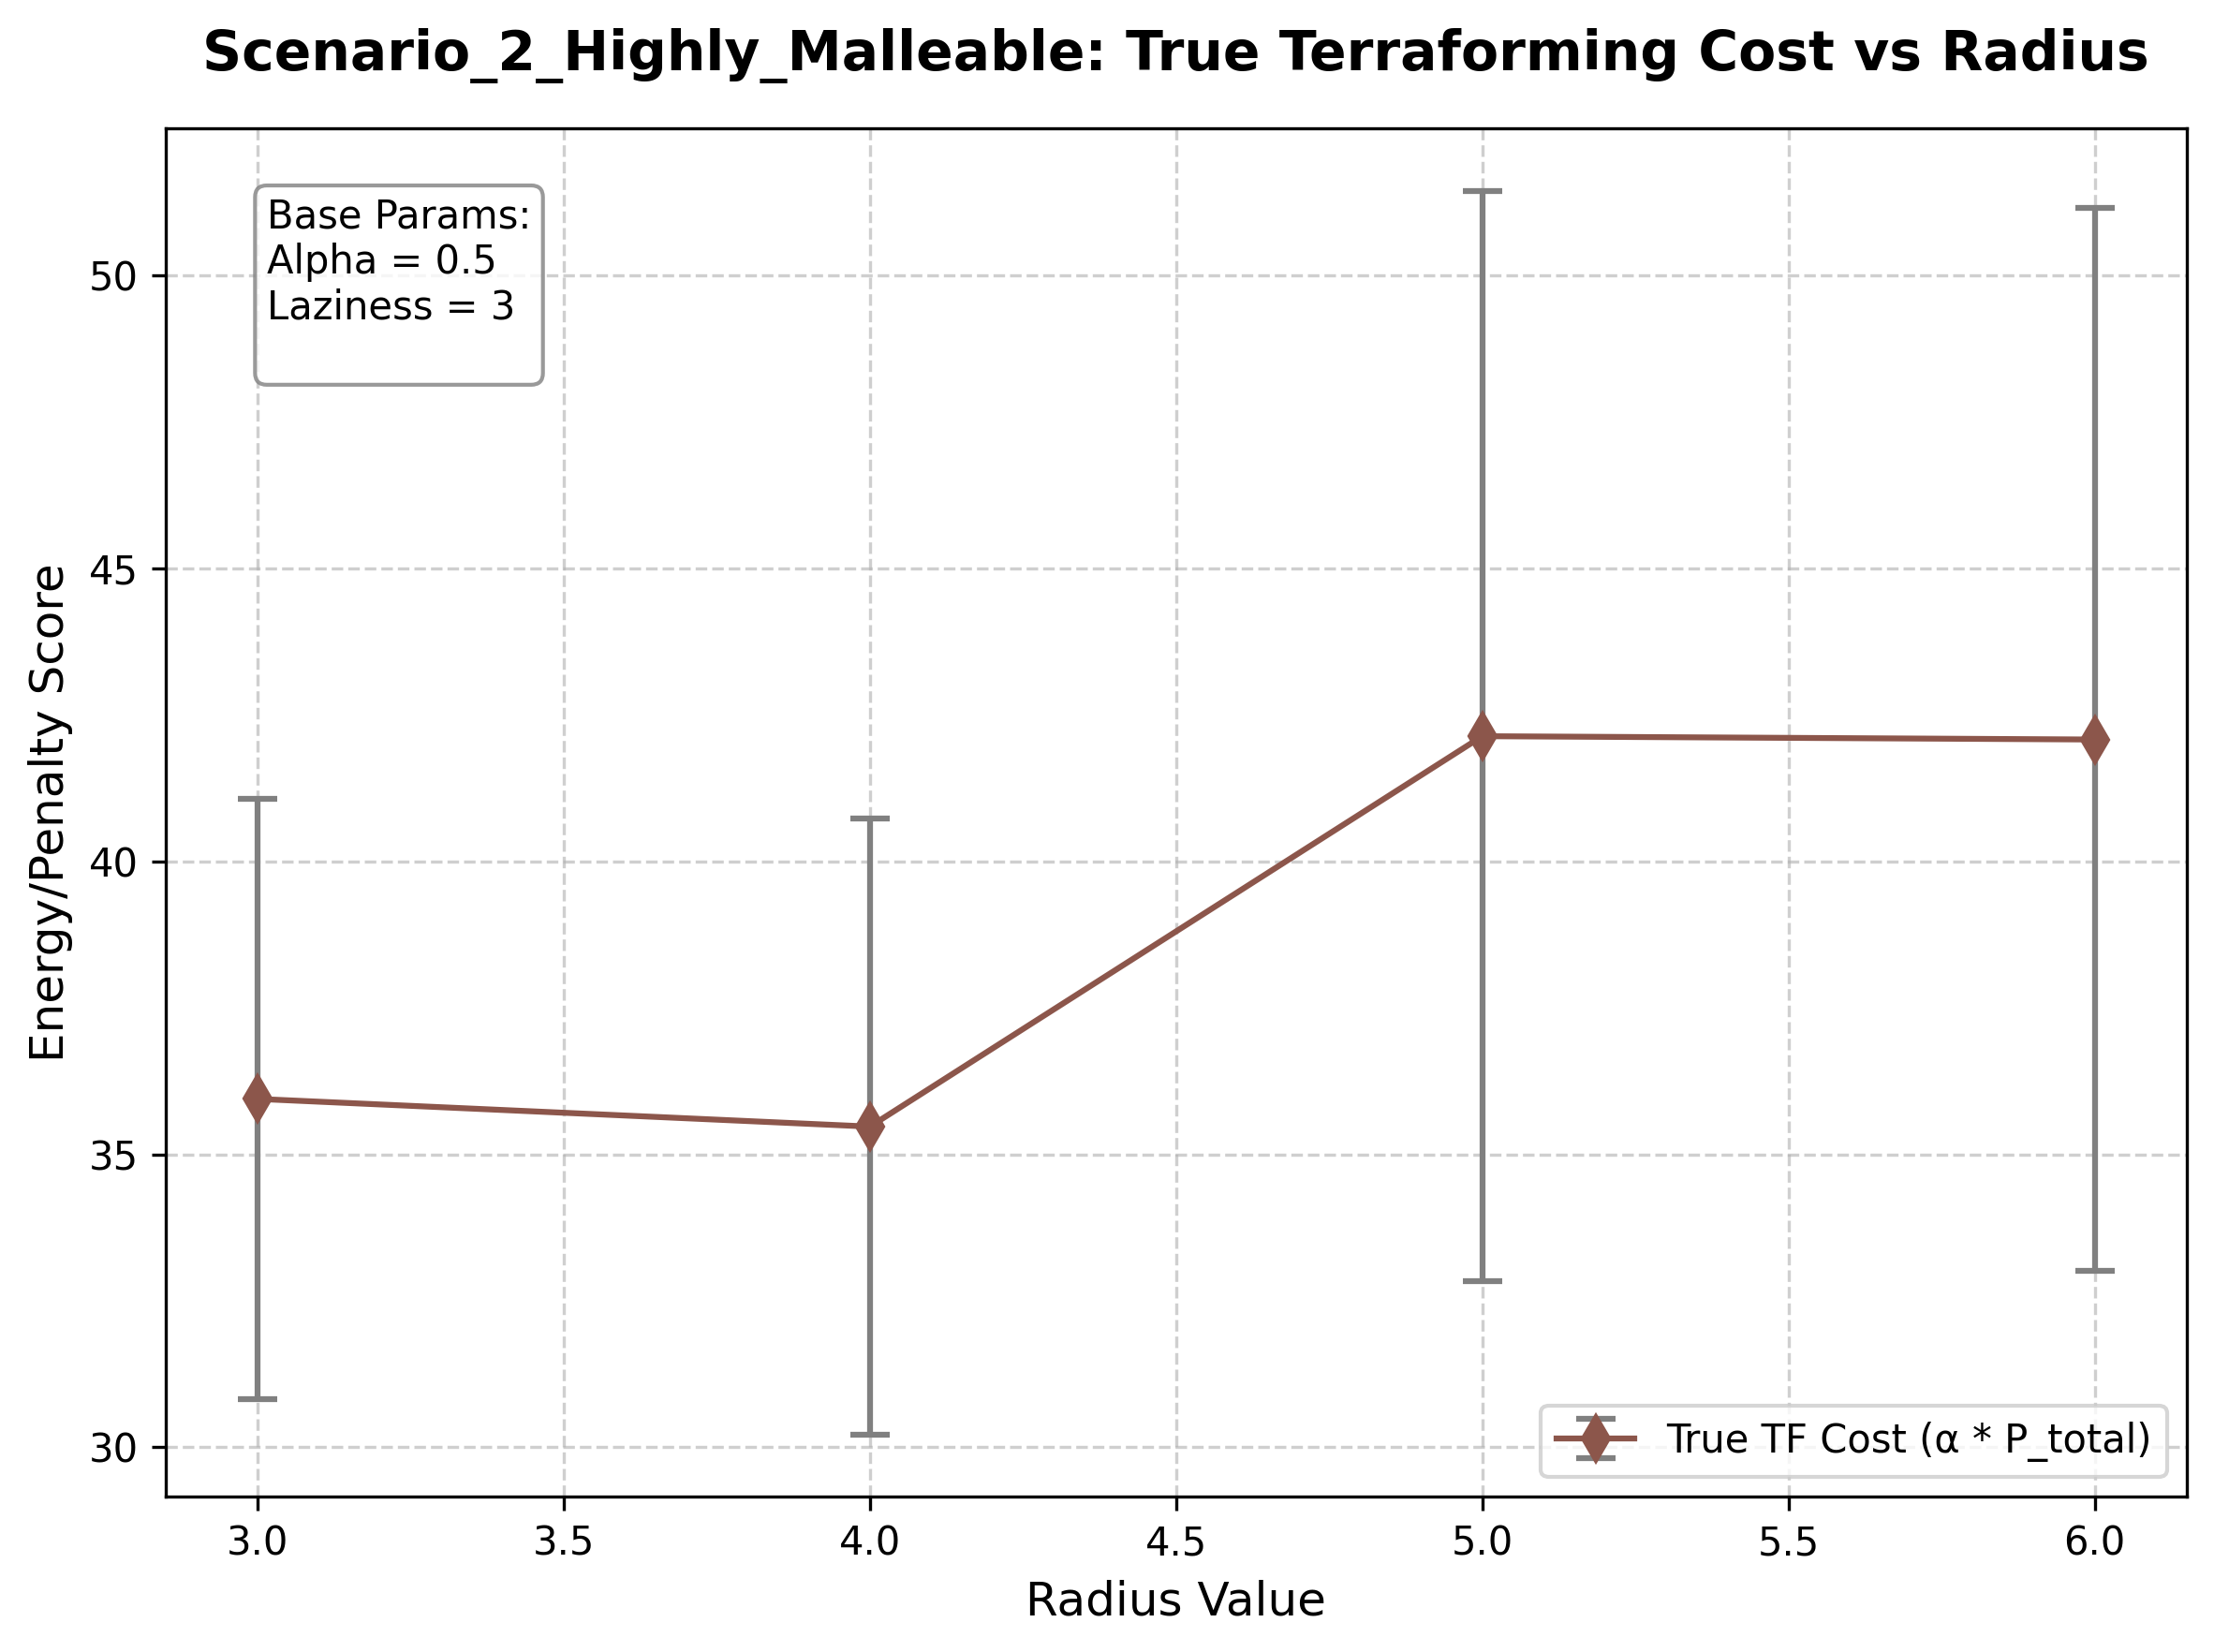 Scenario_2_Highly_Malleable: True Terraforming Cost vs Radius
Base Params:
Alpha = 0.5
Laziness = 3
Energy/Penalty Score
50
45
40
35
30
True TF Cost (α * P_total)
3.0
3.5
4.0
4.5
5.0
5.5
6.0
Radius Value